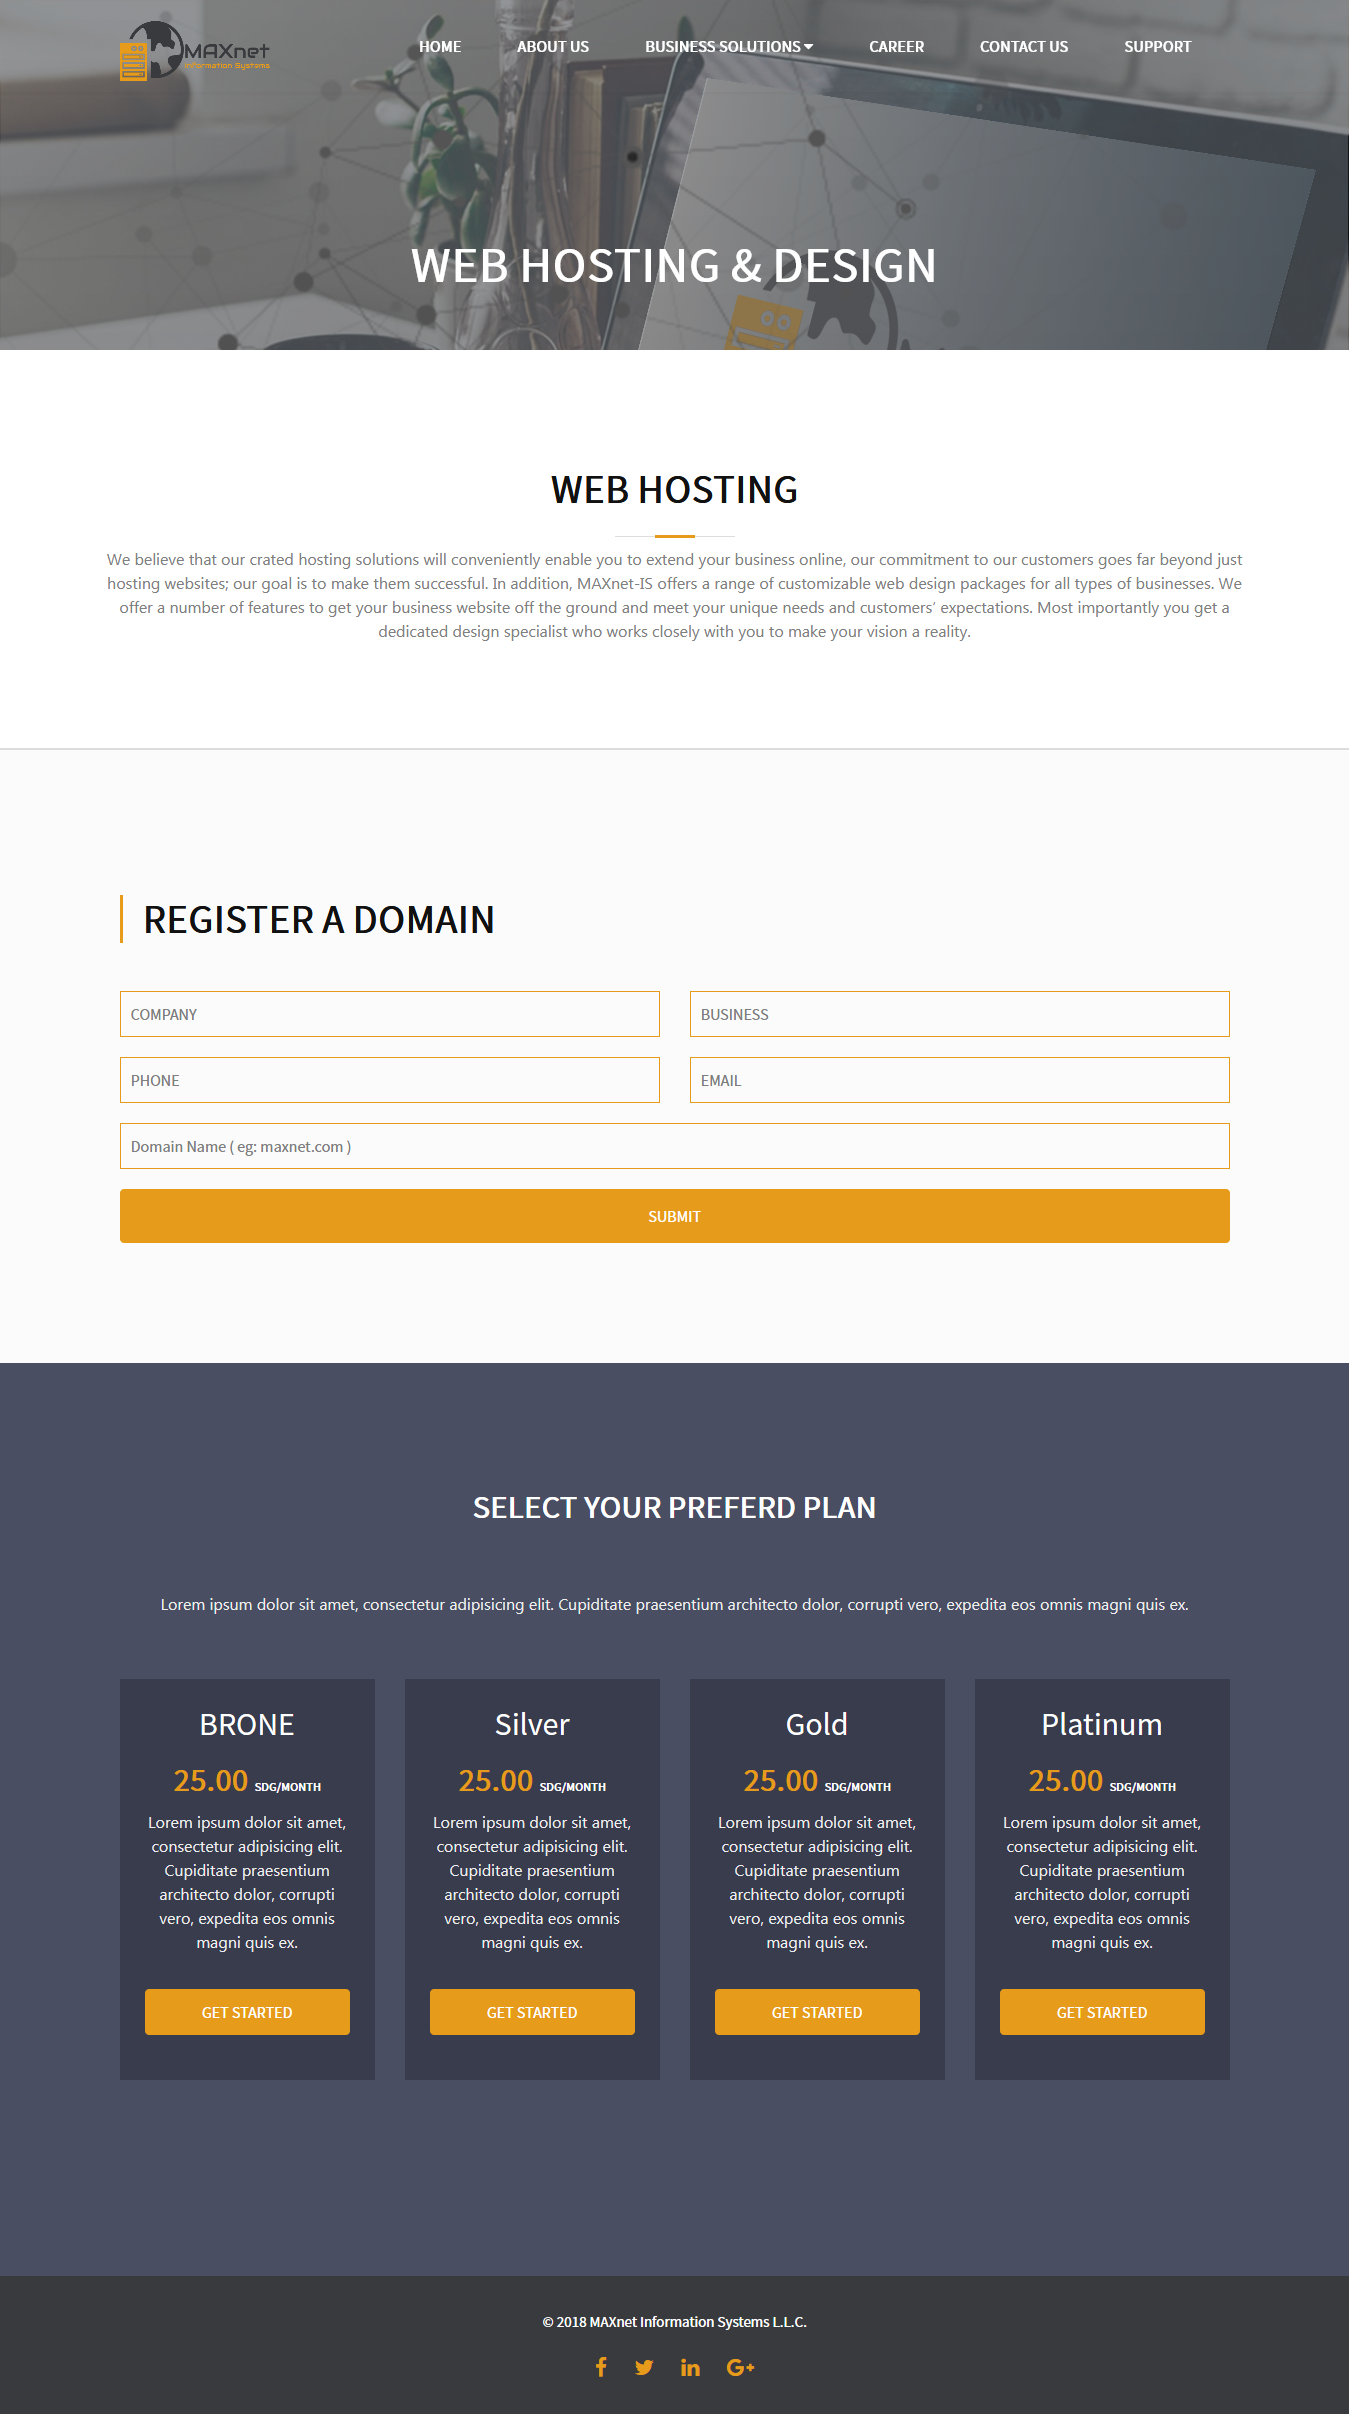 MAXnet
Information Systems
HOME
ABOUT US
BUSINESS SOLUTIONS
CAREER
CONTACT US
SUPPORT
WEB HOSTING & DESIGN
WEB HOSTING
We believe that our crated hosting solutions will conveniently enable you to extend your business online, our commitment to our customers goes far beyond just
hosting websites; our goal is to make them successful. In addition, MAXnet-IS offers a range of customizable web design packages for all types of businesses. We
offer a number of features to get your business website off the ground and meet your unique needs and customers’ expectations. Most importantly you get a
dedicated design specialist who works closely with you to make your vision a reality.
REGISTER A DOMAIN
COMPANY
BUSINESS
PHONE
EMAIL
Domain Name ( eg: maxnet.com )
SUBMIT
SELECT YOUR PREFERD PLAN
Lorem ipsum dolor sit amet, consectetur adipisicing elit. Cupiditate praesentium architecto dolor, corrupti vero, expedita eos omnis magni quis ex.
BRONE
25.00 SDG/MONTH
Lorem ipsum dolor sit amet,
consectetur adipisicing elit.
Cupiditate praesentium
architecto dolor, corrupti
vero, expedita eos omnis
magni quis ex.
GET STARTED
Silver
25.00 SDG/MONTH
Lorem ipsum dolor sit amet,
consectetur adipisicing elit.
Cupiditate praesentium
architecto dolor, corrupti
vero, expedita eos omnis
magni quis ex.
GET STARTED
Gold
25.00 SDG/MONTH
Lorem ipsum dolor sit amet,
consectetur adipisicing elit.
Cupiditate praesentium
architecto dolor, corrupti
vero, expedita eos omnis
magni quis ex.
GET STARTED
Platinum
25.00 SDG/MONTH
Lorem ipsum dolor sit amet,
consectetur adipisicing elit.
Cupiditate praesentium
architecto dolor, corrupti
vero, expedita eos omnis
magni quis ex.
GET STARTED
© 2018 MAXnet Information Systems L.L.C.